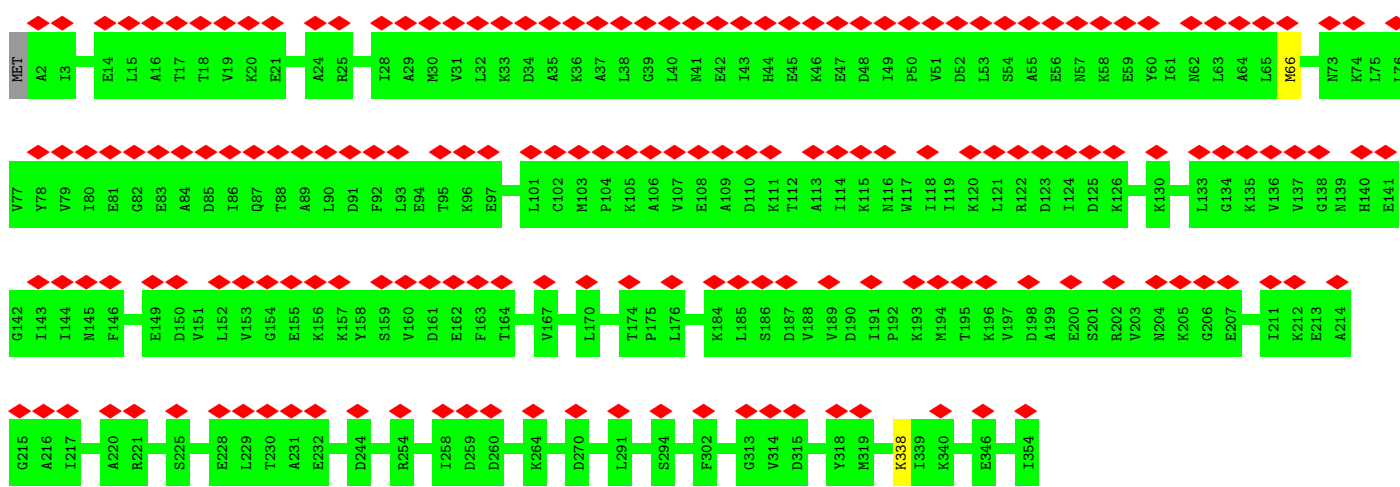 MET A2 I3 E14 L15 A16 T17 T18 V19 K20 E21 A24 R25 I28 A29 M30 V31 L32 K33 D34 A35 K36 A37 L38 G39 L40 N41 E42 I43 H44 E45 K46 E47 D48 I49 P50 V51 D52 L53 S54 A55 E56 N57 K58 E59 Y60 I61 N62 L63 A64 L65 M66 N73 K74 L75 I76
V77 Y78 V79 I80 E81 G82 E83 A84 D85 I86 Q87 T88 A89 L90 D91 F92 L93 E94 T95 K96 E97 L101 C102 M103 P104 K105 A106 V107 E108 A109 D110 K111 T112 A113 I114 K115 N116 W117 I118 I119 K120 L121 R122 D123 I124 D125 K126 K130 L133 G134 K135 V136 V137 G138 N139 H140 E141
G142 I143 I144 N145 F146 E149 D150 V151 L152 V153 G154 E155 K156 K157 Y158 S159 V160 D161 E162 F163 T164 V167 L170 T174 P175 L176 K184 L185 S186 D187 V188 V189 D190 I191 P192 K193 M194 T195 K196 V197 D198 A199 E200 S201 R202 V203 N204 K205 G206 E207 I211 K212 E213 A214
G215 A216 I217 A220 R221 S225 E228 L229 T230 A231 E232 D244 R254 I258 D259 D260 K264 D270 L291 S294 F302 G313 V314 D315 Y318 M319 K338 I339 K340 E346 I354